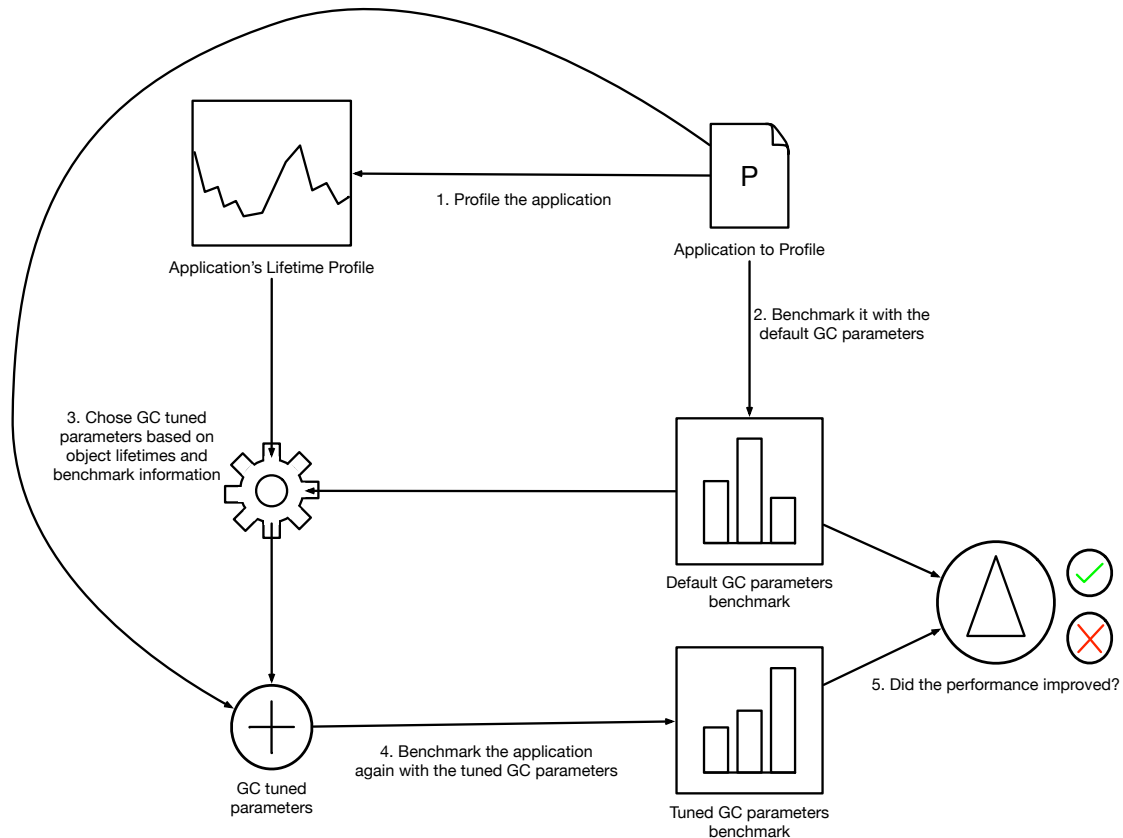 P
1. Profile the application
Application to Profile
Application's Lifetime Profile
2. Benchmark it with the
default GC parameters
3. Chose GC tuned
parameters based on
object lifetimes and
benchmark information
Default GC parameters
benchmark
5. Did the performance improved?
4. Benchmark the application
again with the tuned GC parameters
GC tuned
parameters
Tuned GC parameters
benchmark